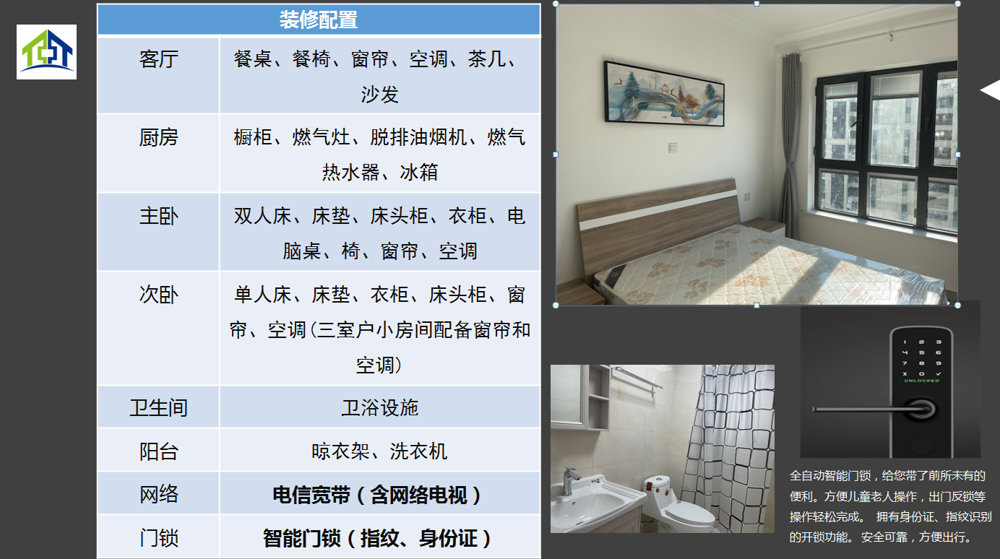 装修配置
客厅
餐桌、餐椅、窗帘、空调、茶几、
沙发
厨房
橱柜、燃气灶、脱排油烟机、燃气
热水器、冰箱
主卧
双人床、床垫、床头柜、衣柜、电
脑桌、椅、窗帘、空调
次卧
单人床、床垫、衣柜、床头柜、窗
帘、空调(三室户小房间配备窗帘和
空调)
卫生间
卫浴设施
阳台
晾衣架、洗衣机
网络
电信宽带（含网络电视）
门锁
智能门锁（指纹、身份证）
1 2 3
4 5 6
7 8 9
X 0 ✓
UNLOCKED
全自动智能门锁，给您带了前所未有的
便利。方便儿童老人操作，出门反锁等
操作轻松完成。 拥有身份证、指纹识别
的开锁功能。安全可靠，方便出行。